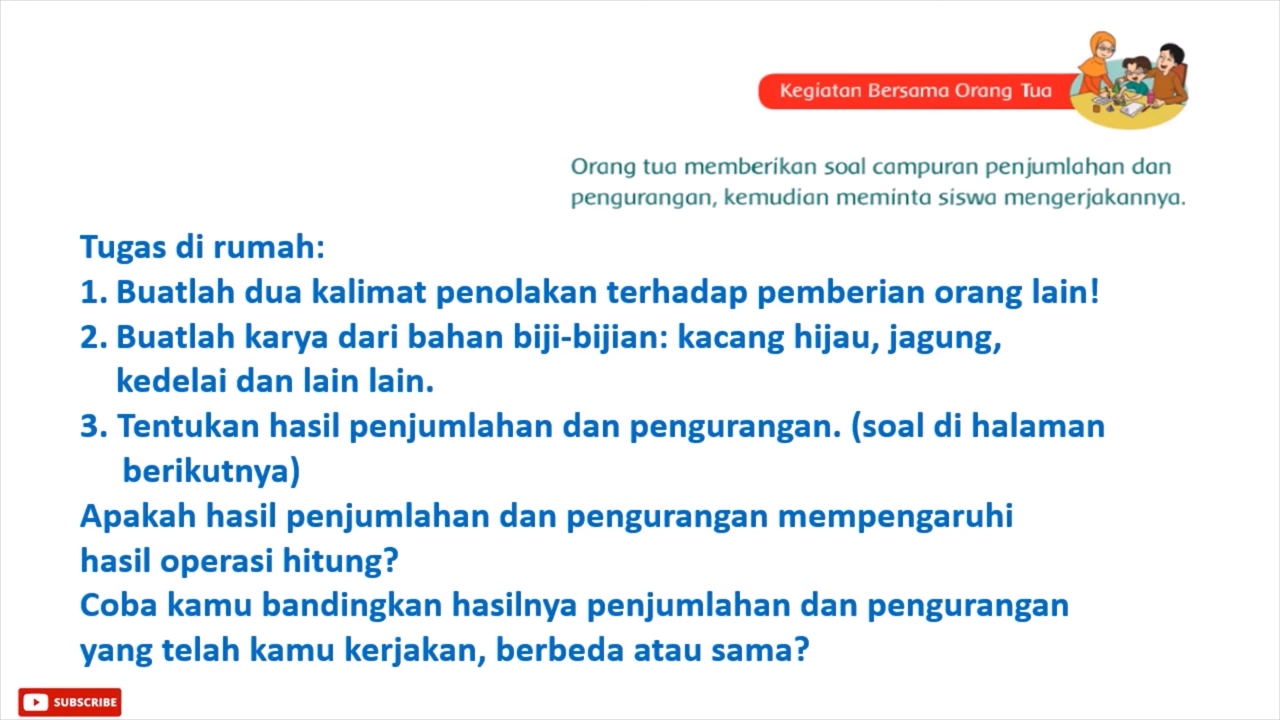 Kegiatan Bersama Orang Tua
Orang tua memberikan soal campuran penjumlahan dan
pengurangan, kemudian meminta siswa mengerjakannya.
Tugas di rumah:
1. Buatlah dua kalimat penolakan terhadap pemberian orang lain!
2. Buatlah karya dari bahan biji-bijian: kacang hijau, jagung,
kedelai dan lain lain.
3. Tentukan hasil penjumlahan dan pengurangan. (soal di halaman
berikutnya)
Apakah hasil penjumlahan dan pengurangan mempengaruhi
hasil operasi hitung?
Coba kamu bandingkan hasilnya penjumlahan dan pengurangan
yang telah kamu kerjakan, berbeda atau sama?
SUBSCRIBE